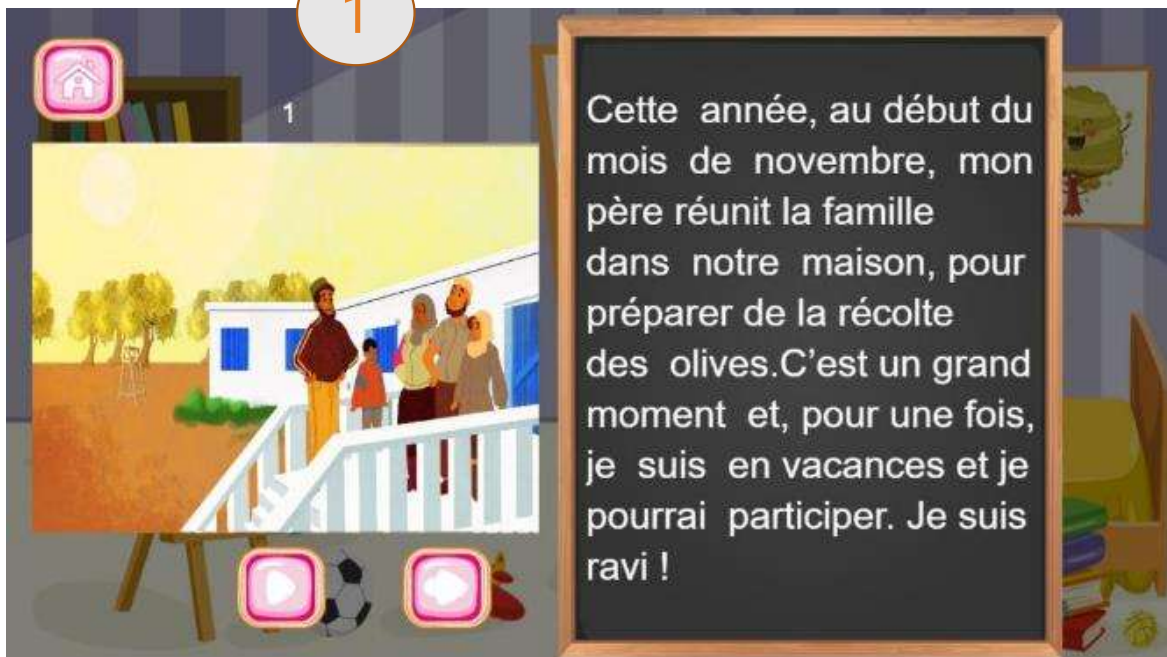 1
1
Cette année, au début du
mois de novembre, mon
père réunit la famille
dans notre maison, pour
préparer de la récolte
des olives.C’est un grand
moment et, pour une fois,
je suis en vacances et je
pourrai participer. Je suis
ravi !